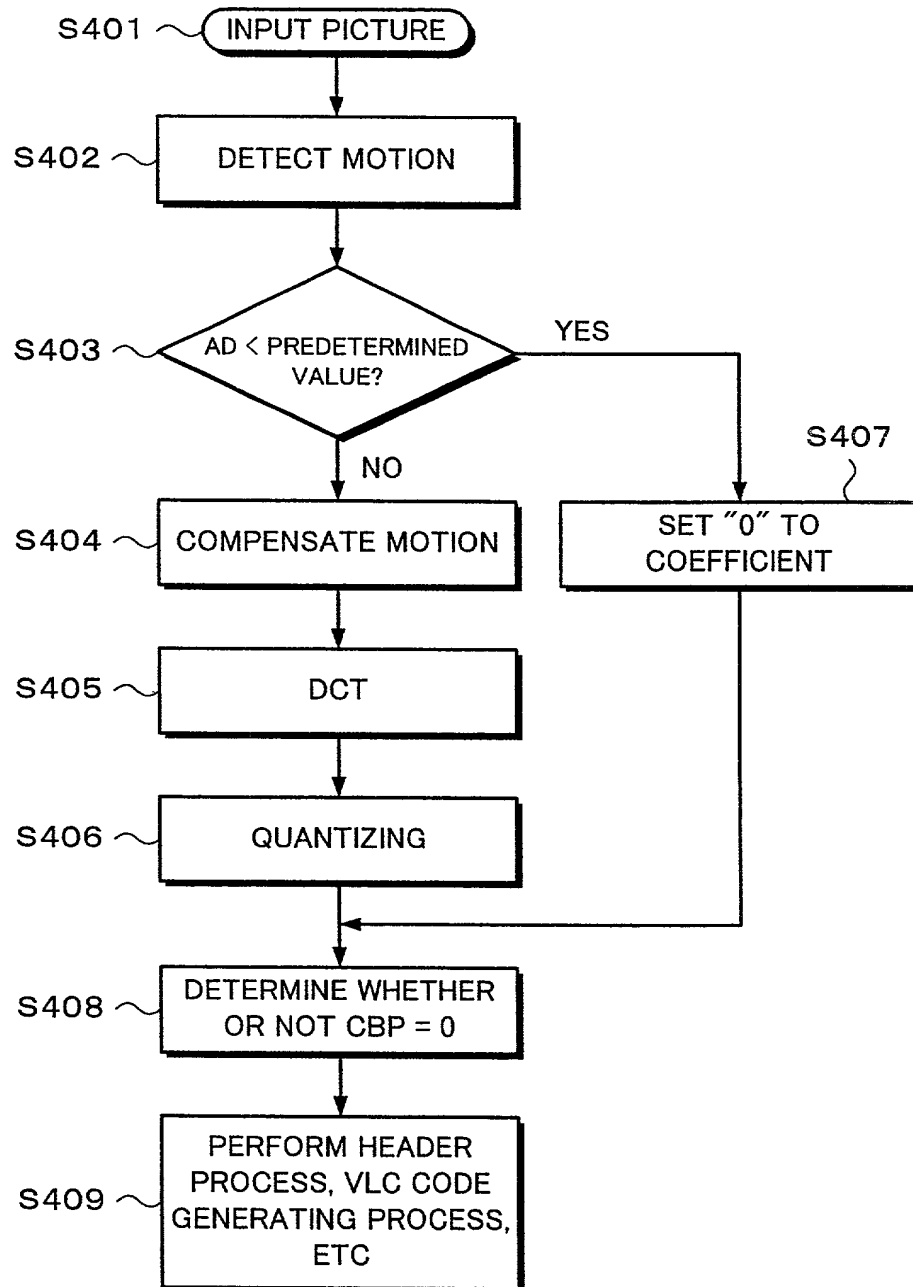 S401
INPUT PICTURE
S402
DETECT MOTION
S403
AD < PREDETERMINED
VALUE?
YES
NO
S407
SET "0" TO
COEFFICIENT
S404
COMPENSATE MOTION
S405
DCT
S406
QUANTIZING
S408
DETERMINE WHETHER
OR NOT CBP = 0
S409
PERFORM HEADER
PROCESS, VLC CODE
GENERATING PROCESS,
ETC